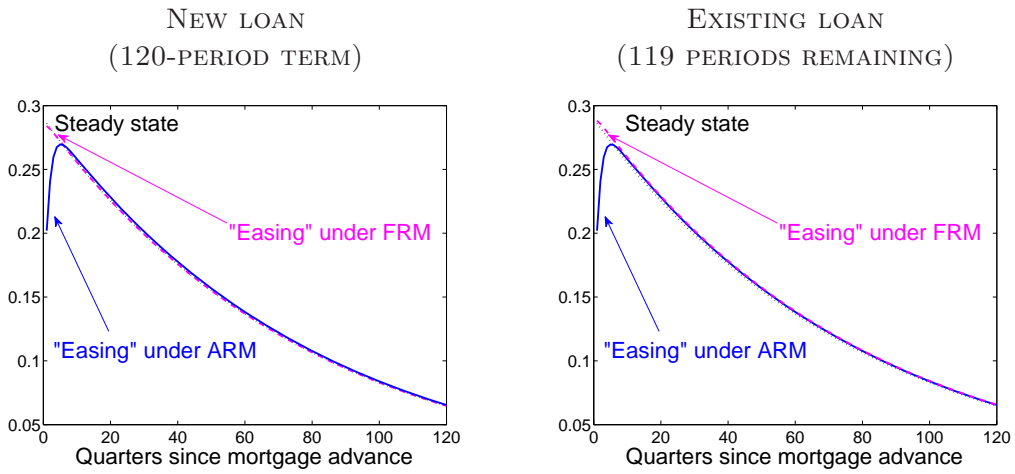 NEW LOAN
(120-PERIOD TERM)
0.3
0.25
0.2
0.15
0.1
0.05
Steady state
"Easing" under FRM
"Easing" under ARM
0 20 40 60 80 100 120
Quarters since mortgage advance
EXISTING LOAN
(119 PERIODS REMAINING)
0.3
0.25
0.2
0.15
0.1
0.05
Steady state
"Easing" under FRM
"Easing" under ARM
0 20 40 60 80 100 120
Quarters since mortgage advance